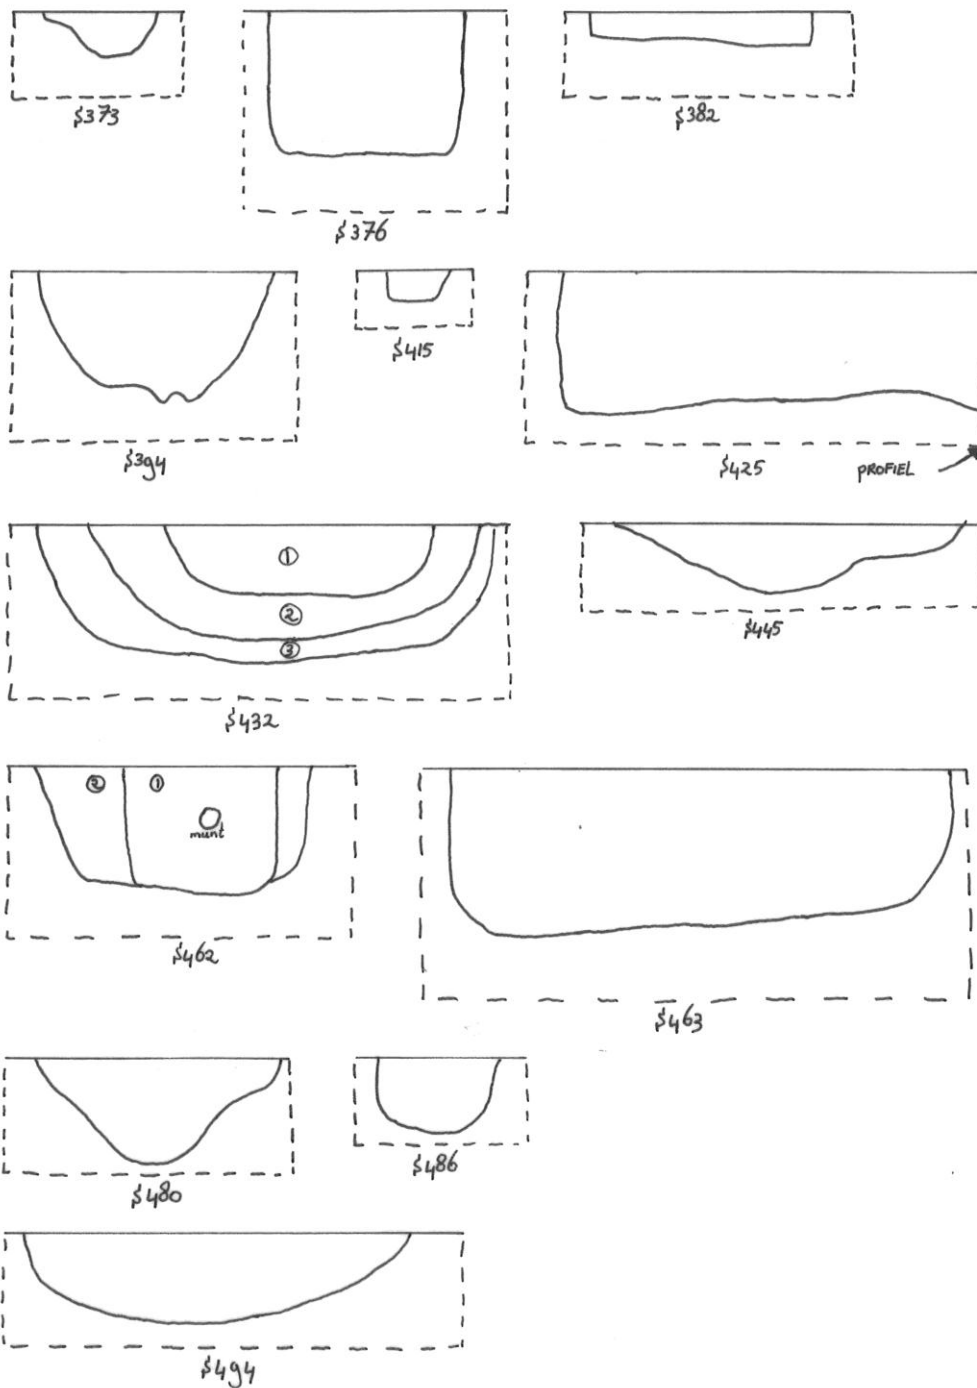 S373
S382
S376
S415
S394
S425
PROFIEL
①
②
③
S445
S432
② ①
munt
S462
S463
S486
S480
S494